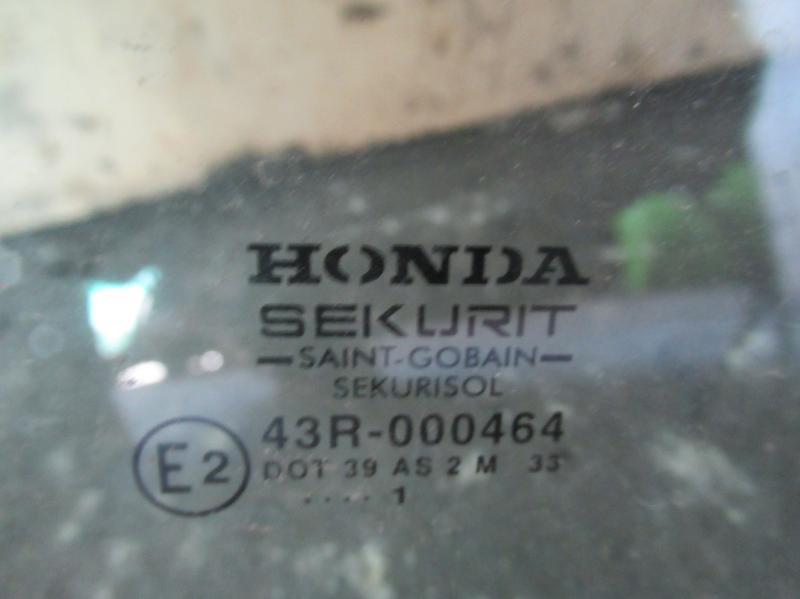 HONDA
SEKURIT
—SAINT-GOBAIN—
SEKURISOL
E2 43R-000464
DOT 39 AS 2 M 33
.... 1